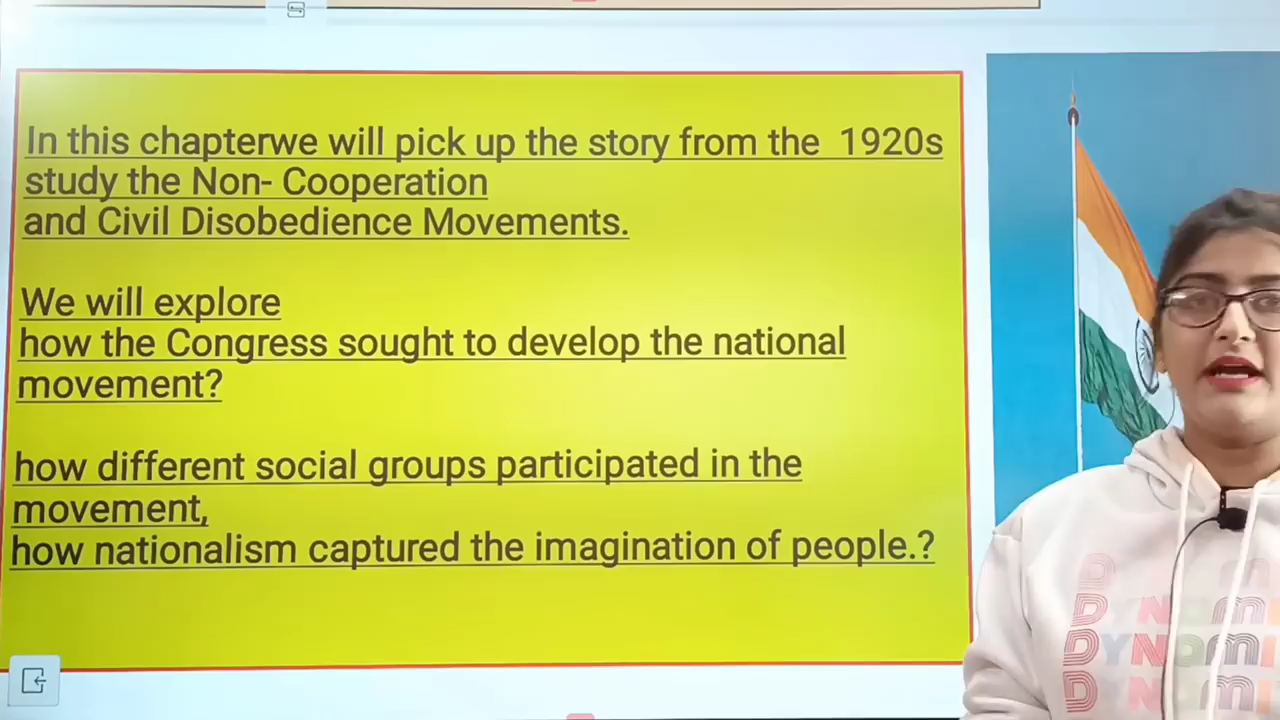 In this chapterwe will pick up the story from the 1920s
study the Non- Cooperation
and Civil Disobedience Movements.
We will explore
how the Congress sought to develop the national
movement?
how different social groups participated in the
movement,
how nationalism captured the imagination of people.?
DYNAMI